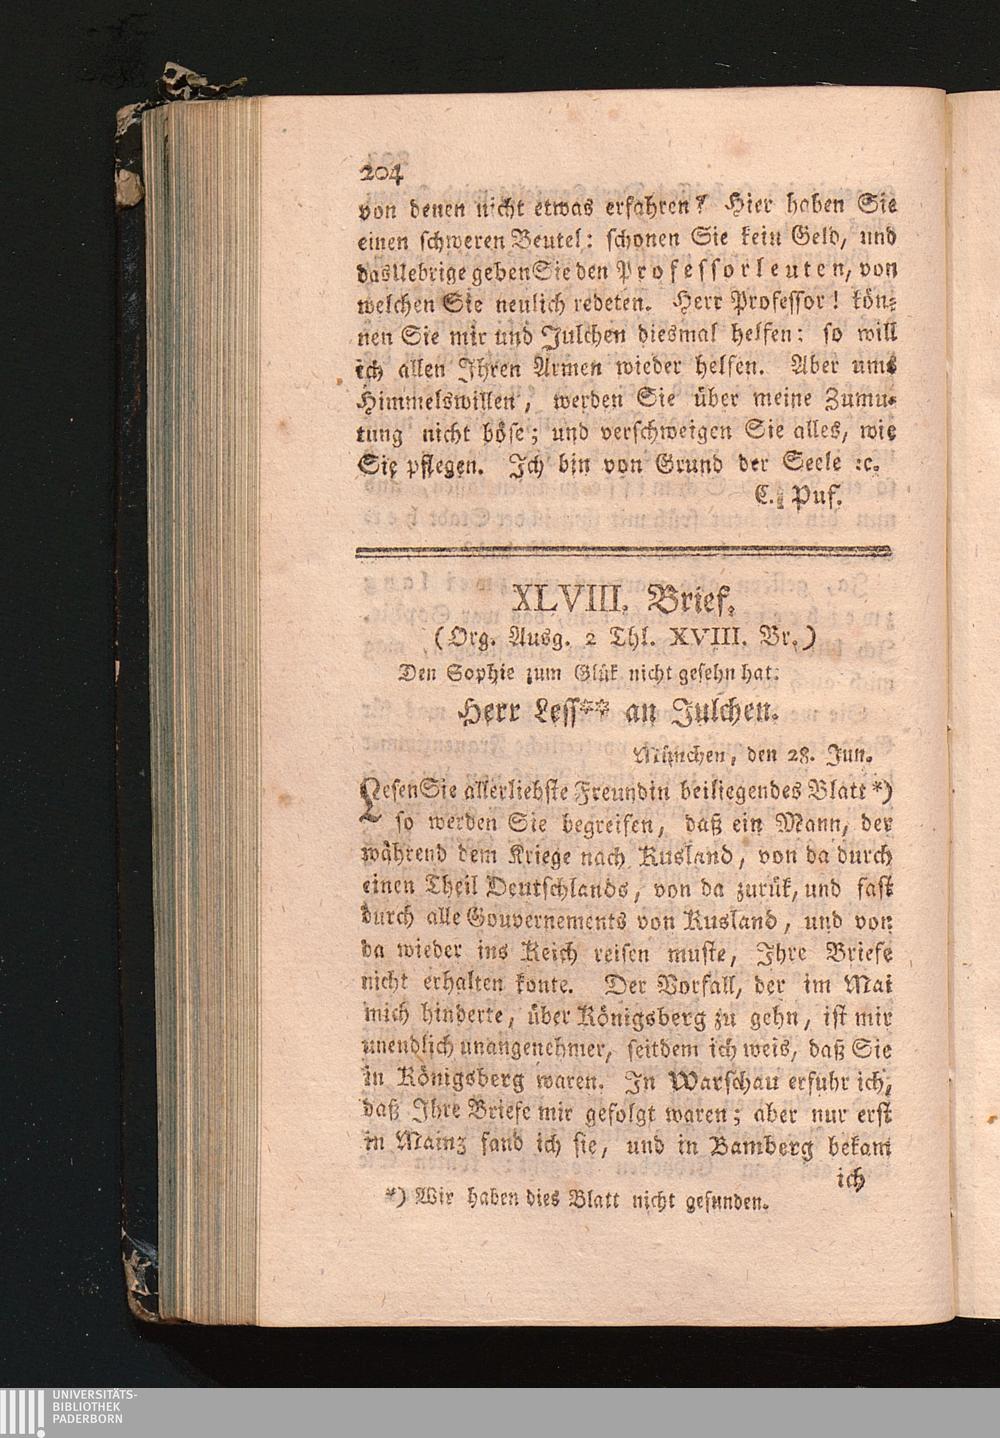 204
von denen nicht etwas erfahren? Hier haben Sie
einen schweren Beutel: schonen Sie kein Geld, und
das Uebrige geben Sie den Professorleuten, von
welchen Sie neulich redeten. Herr Professor! kön-
nen Sie mir und Julchen diesmal helfen: so will
ich allen Ihren Armen wieder helfen. Aber ums
Himmelswillen, werden Sie über meine Zumu-
tung nicht böse; und verschweigen Sie alles, wie
Sie pflegen. Ich bin von Grund der Seele ꝛc.
C. Puf.
XLVIII. Brief.
(Org. Ausg. 2 Thl. XVIII. Br.)
Den Sophie zum Glük nicht gesehn hat.
Herr Less** an Julchen.
München, den 28. Jun.
Lesen Sie allerliebste Freundin beiliegendes Blatt *)
so werden Sie begreifen, daß ein Mann, der
während dem Kriege nach Rusland, von da durch
einen Theil Deutschlands, von da zurük, und fast
durch alle Gouvernements von Rusland, und von
da wieder ins Reich reisen muste, Ihre Briefe
nicht erhalten konte. Der Vorfall, der im Mai
mich hinderte, über Königsberg zu gehn, ist mir
unendlich unangenehmer, seitdem ich weis, daß Sie
in Königsberg waren. In Warschau erfuhr ich,
daß Ihre Briefe mir gefolgt waren; aber nur erst
in Mainz fand ich sie, und in Bamberg bekam
ich
*) Wir haben dies Blatt nicht gefunden.
UNIVERSITÄTS-
BIBLIOTHEK
PADERBORN